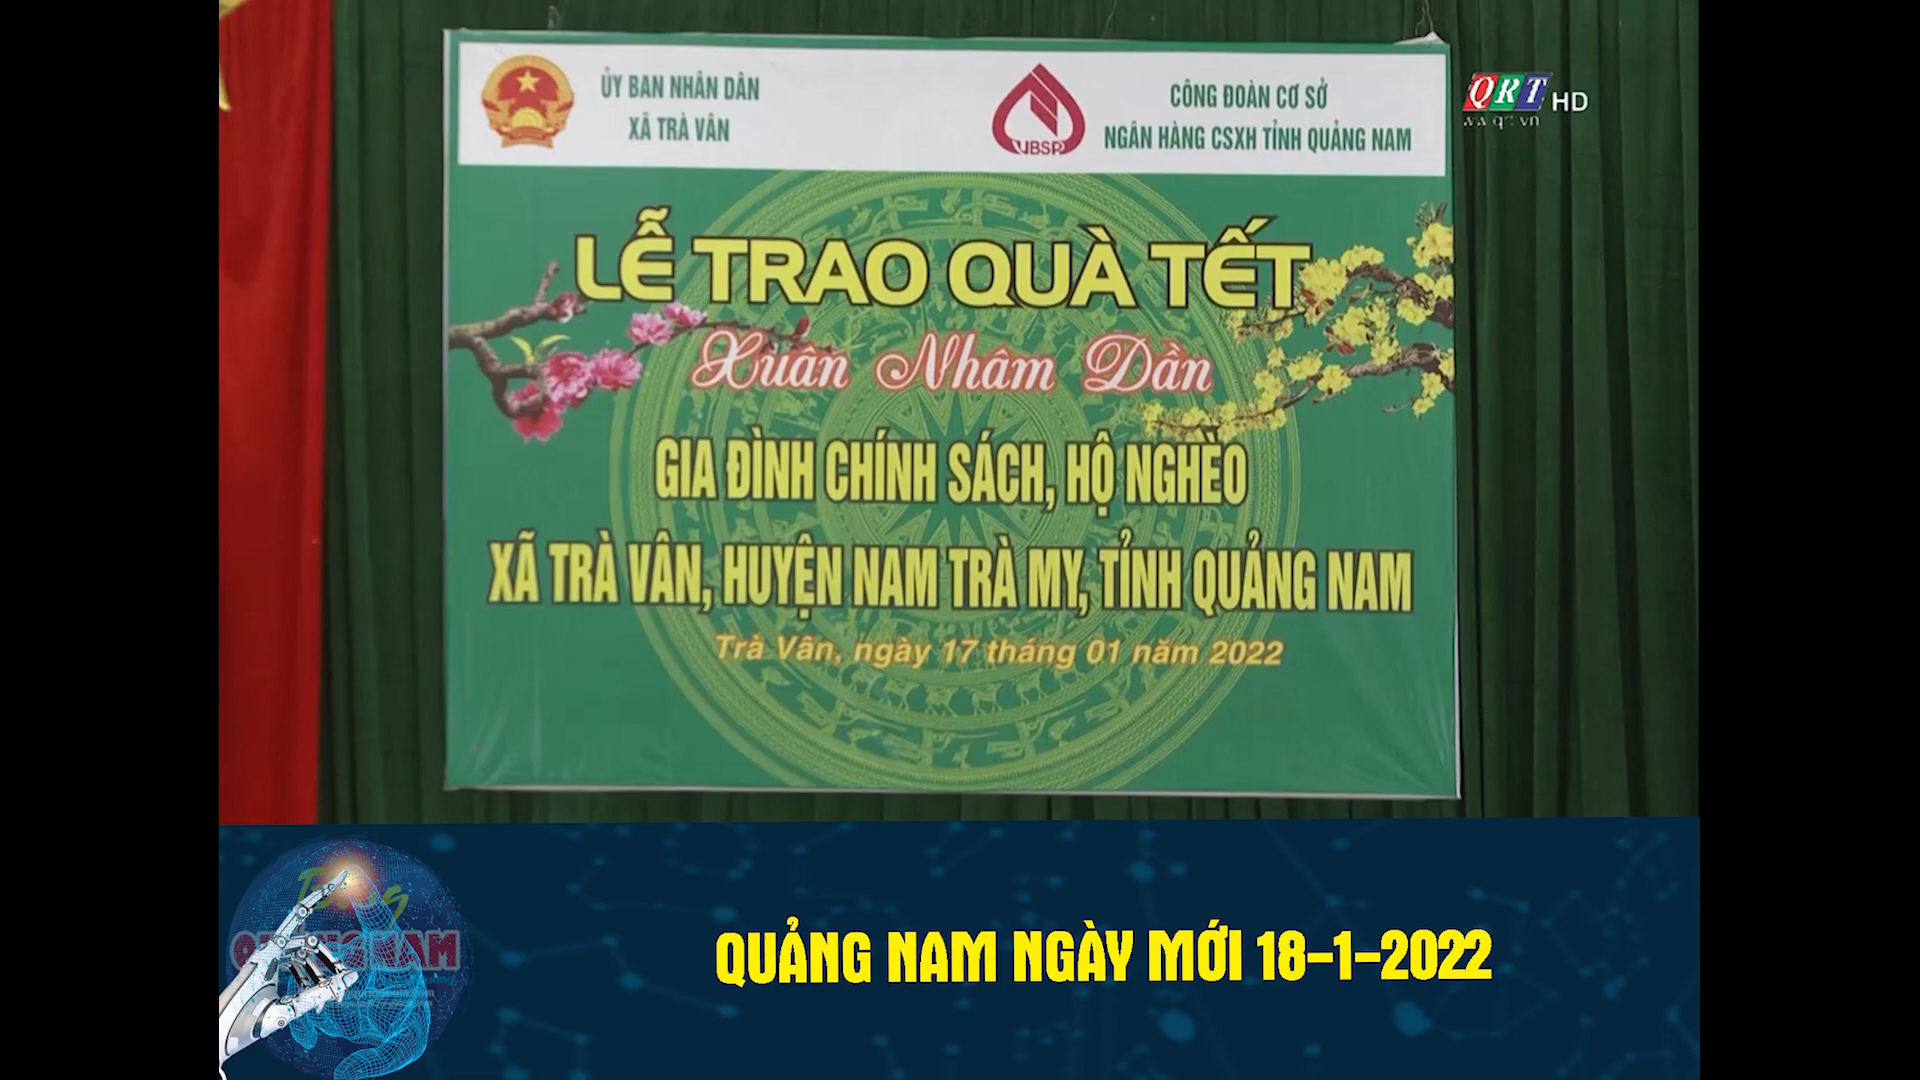 ỦY BAN NHÂN DÂN
XÃ TRÀ VÂN
VBSP
CÔNG ĐOÀN CƠ SỞ
NGÂN HÀNG CSXH TỈNH QUẢNG NAM
QRT HD
LỄ TRAO QUÀ TẾT
Xuân Nhâm Dần
GIA ĐÌNH CHÍNH SÁCH, HỘ NGHÈO
XÃ TRÀ VÂN, HUYỆN NAM TRÀ MY, TỈNH QUẢNG NAM
Trà Vân, ngày 17 tháng 01 năm 2022
QUẢNG NAM NGÀY MỚI 18-1-2022